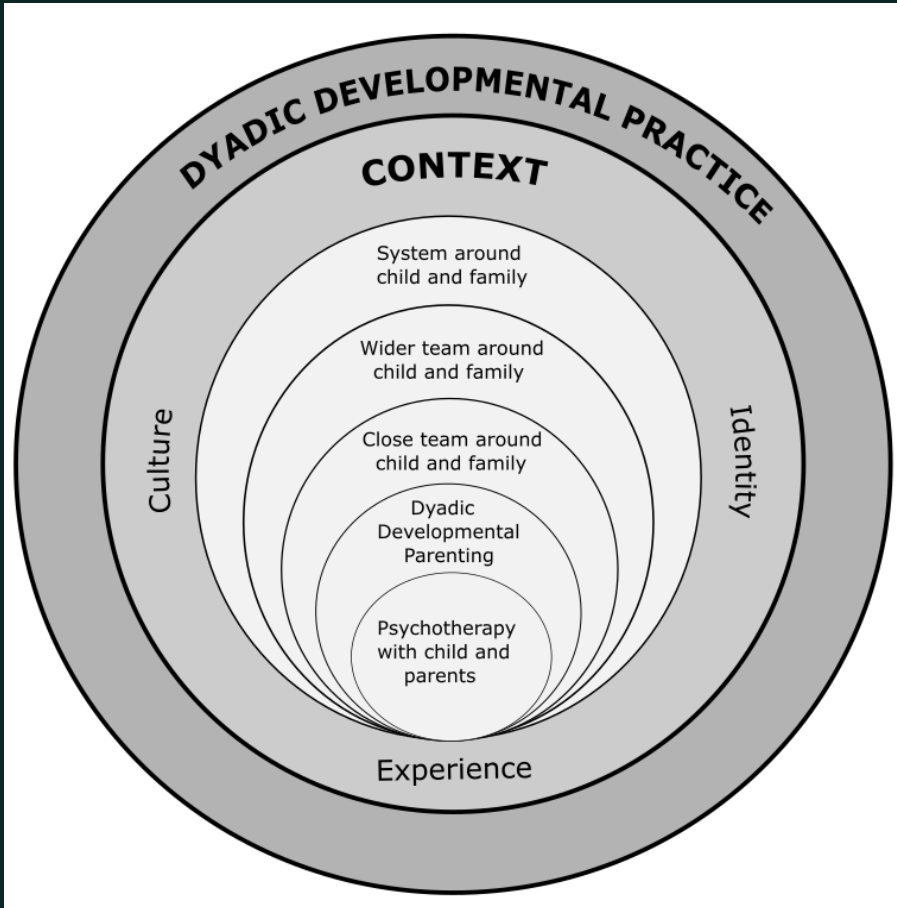 DYADIC DEVELOPMENTAL PRACTICE
CONTEXT
System around
child and family
Wider team around
child and family
Culture
Identity
Close team around
child and family
Dyadic
Developmental
Parenting
Psychotherapy
with child and
parents
Experience